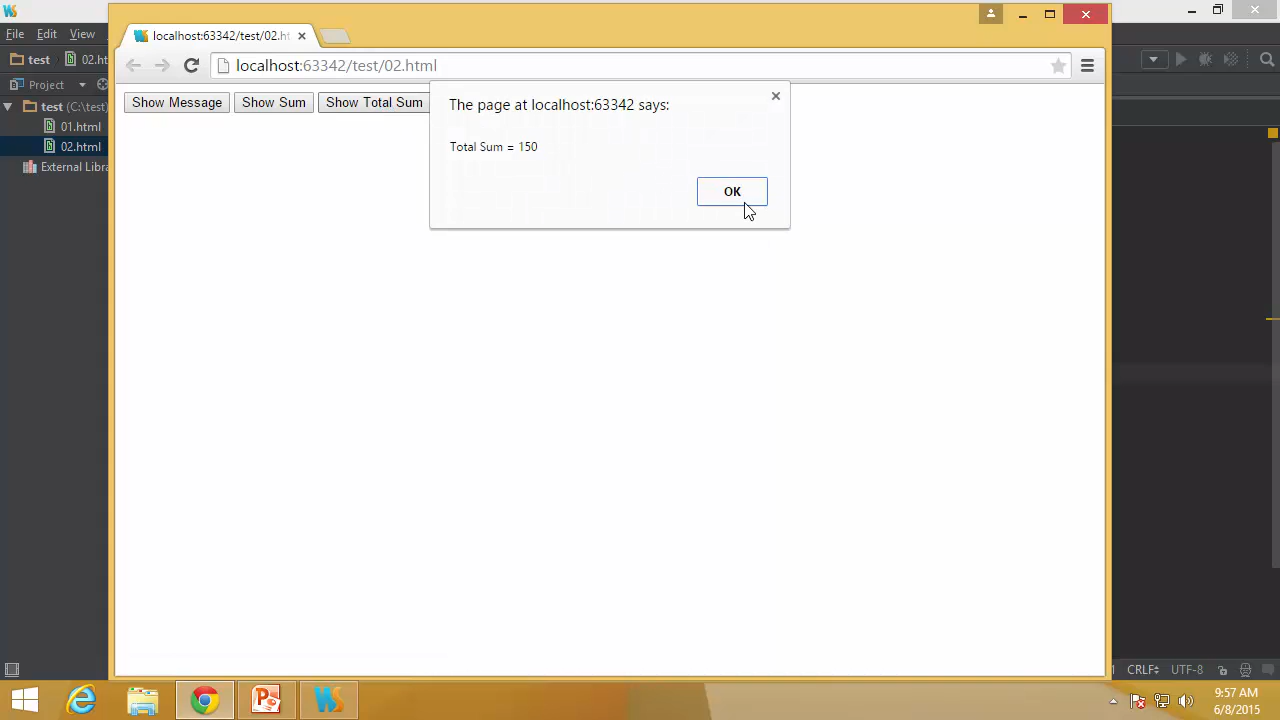 File Edit View
test 02.h
Project
test (C:\test)
01.html
02.html
External Libra
localhost:63342/test/02.ht
localhost:63342/test/02.html
Show Message Show Sum Show Total Sum
The page at localhost:63342 says:
Total Sum = 150
OK
CRLF UTF-8
9:57 AM
6/8/2015